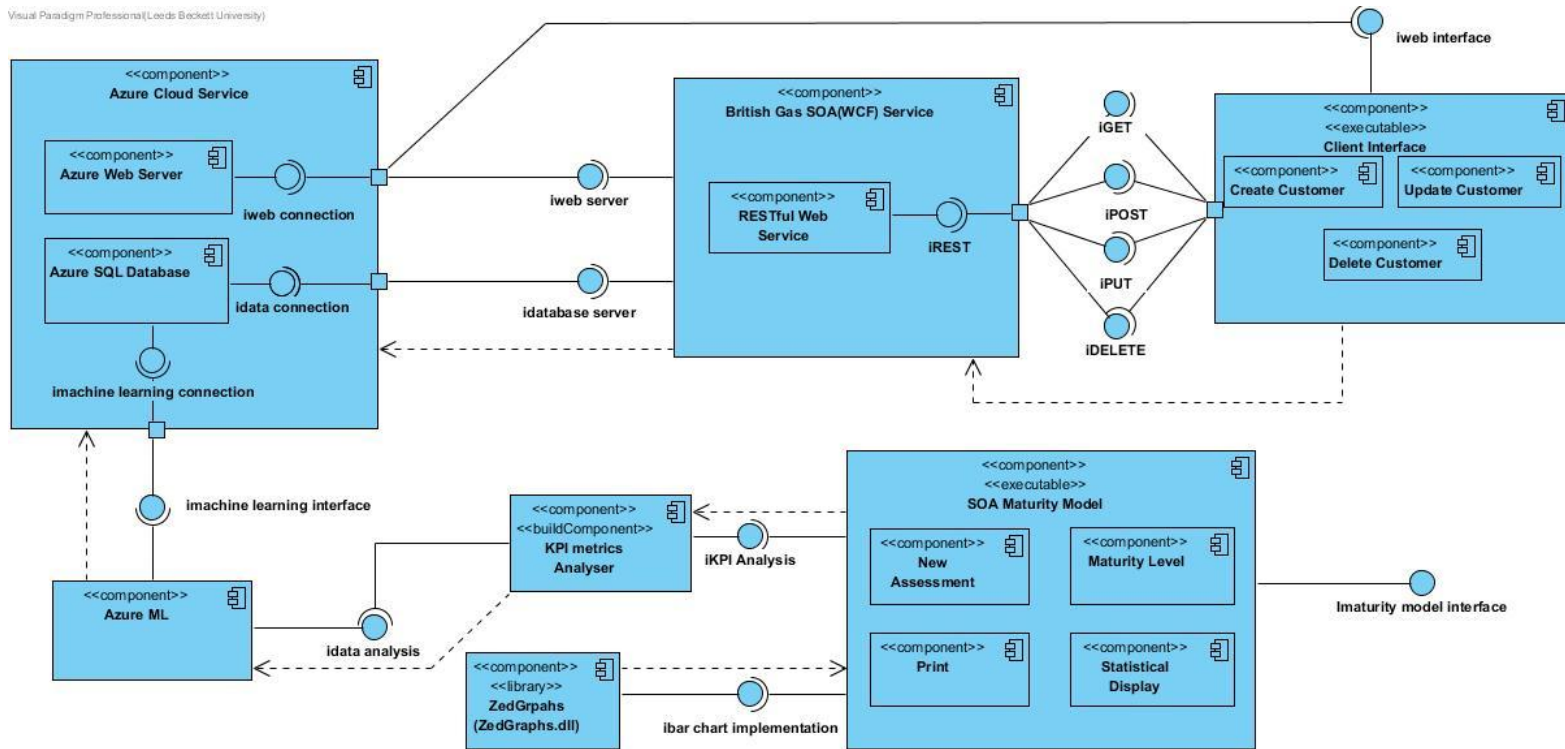 Visual Paradigm Professional(Leeds Beckett University)
<<component>>
Azure Cloud Service
<<component>>
Azure Web Server
iweb connection
<<component>>
Azure SQL Database
idata connection
imachine learning connection
iweb server
idatabase server
<<component>>
British Gas SOA(WCF) Service
<<component>>
RESTful Web
Service
iREST
iGET
iPOST
iPUT
iDELETE
iweb interface
<<component>>
<<executable>>
Client Interface
<<component>>
Create Customer
<<component>>
Update Customer
<<component>>
Delete Customer
imachine learning interface
<<component>>
Azure ML
idata analysis
<<component>>
<<buildComponent>>
KPI metrics
Analyser
iKPI Analysis
<<component>>
<<library>>
ZedGrpahs
(ZedGraphs.dll)
ibar chart implementation
<<component>>
<<executable>>
SOA Maturity Model
<<component>>
New
Assessment
<<component>>
Maturity Level
<<component>>
Print
<<component>>
Statistical
Display
Imaturity model interface